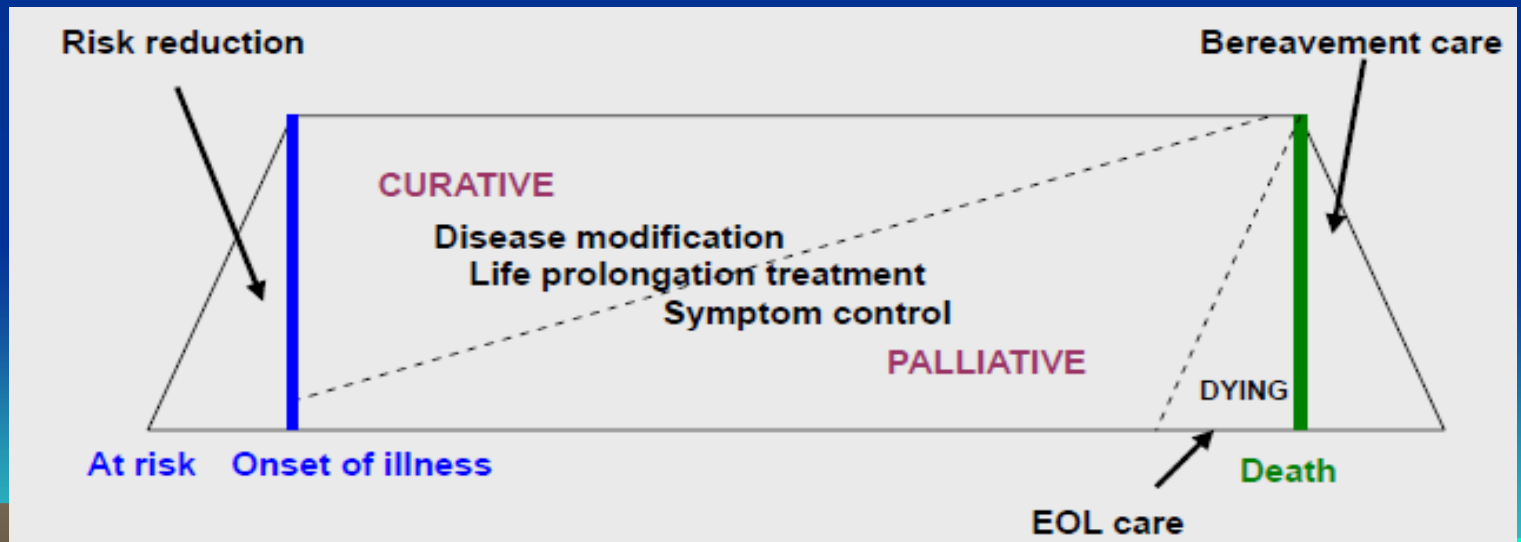 Risk reduction
Bereavement care
CURATIVE
Disease modification
Life prolongation treatment
Symptom control
PALLIATIVE
DYING
At risk
Onset of illness
Death
EOL care